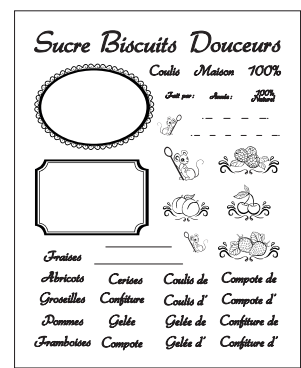 Sucre Biscuits Douceurs
Coulis Maison 100%
Fait par : Année : 100% Naturel
Fraises
Abricots Cerises Coulis de Compote de
Groseilles Confiture Coulis d' Compote d'
Pommes Gelée Gelée de Confiture de
Framboises Compote Gelée d' Confiture d'